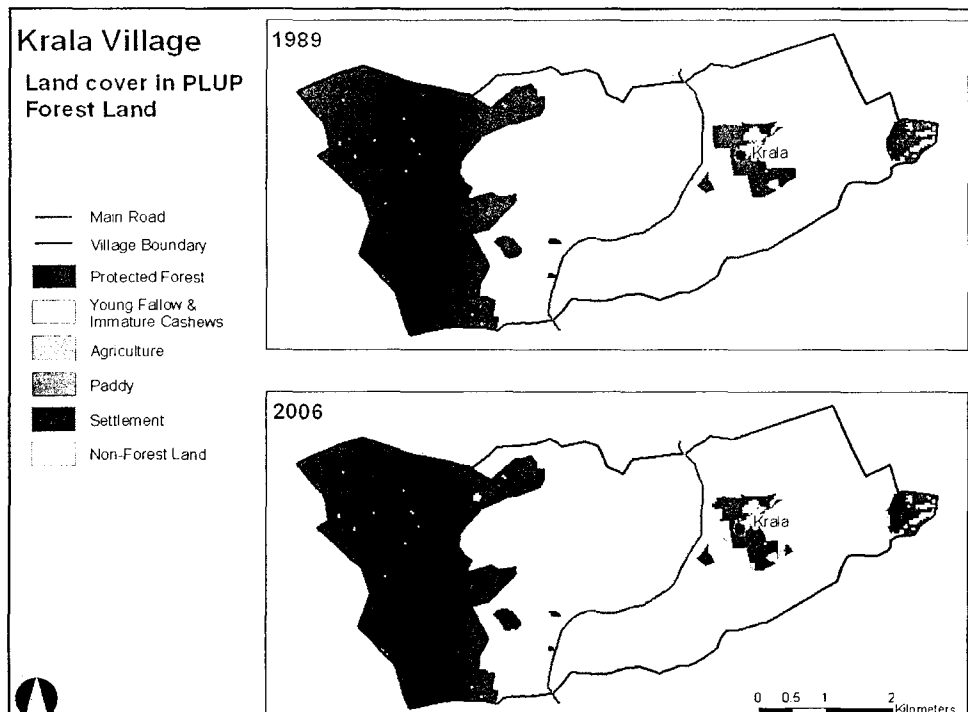 Krala Village
Land cover in PLUP
Forest Land
Main Road
Village Boundary
Protected Forest
Young Fallow &
Immature Cashews
Agriculture
Paddy
Settlement
Non-Forest Land
1989
Krala
2006
Krala
0 0.5 1 2
Kilometers